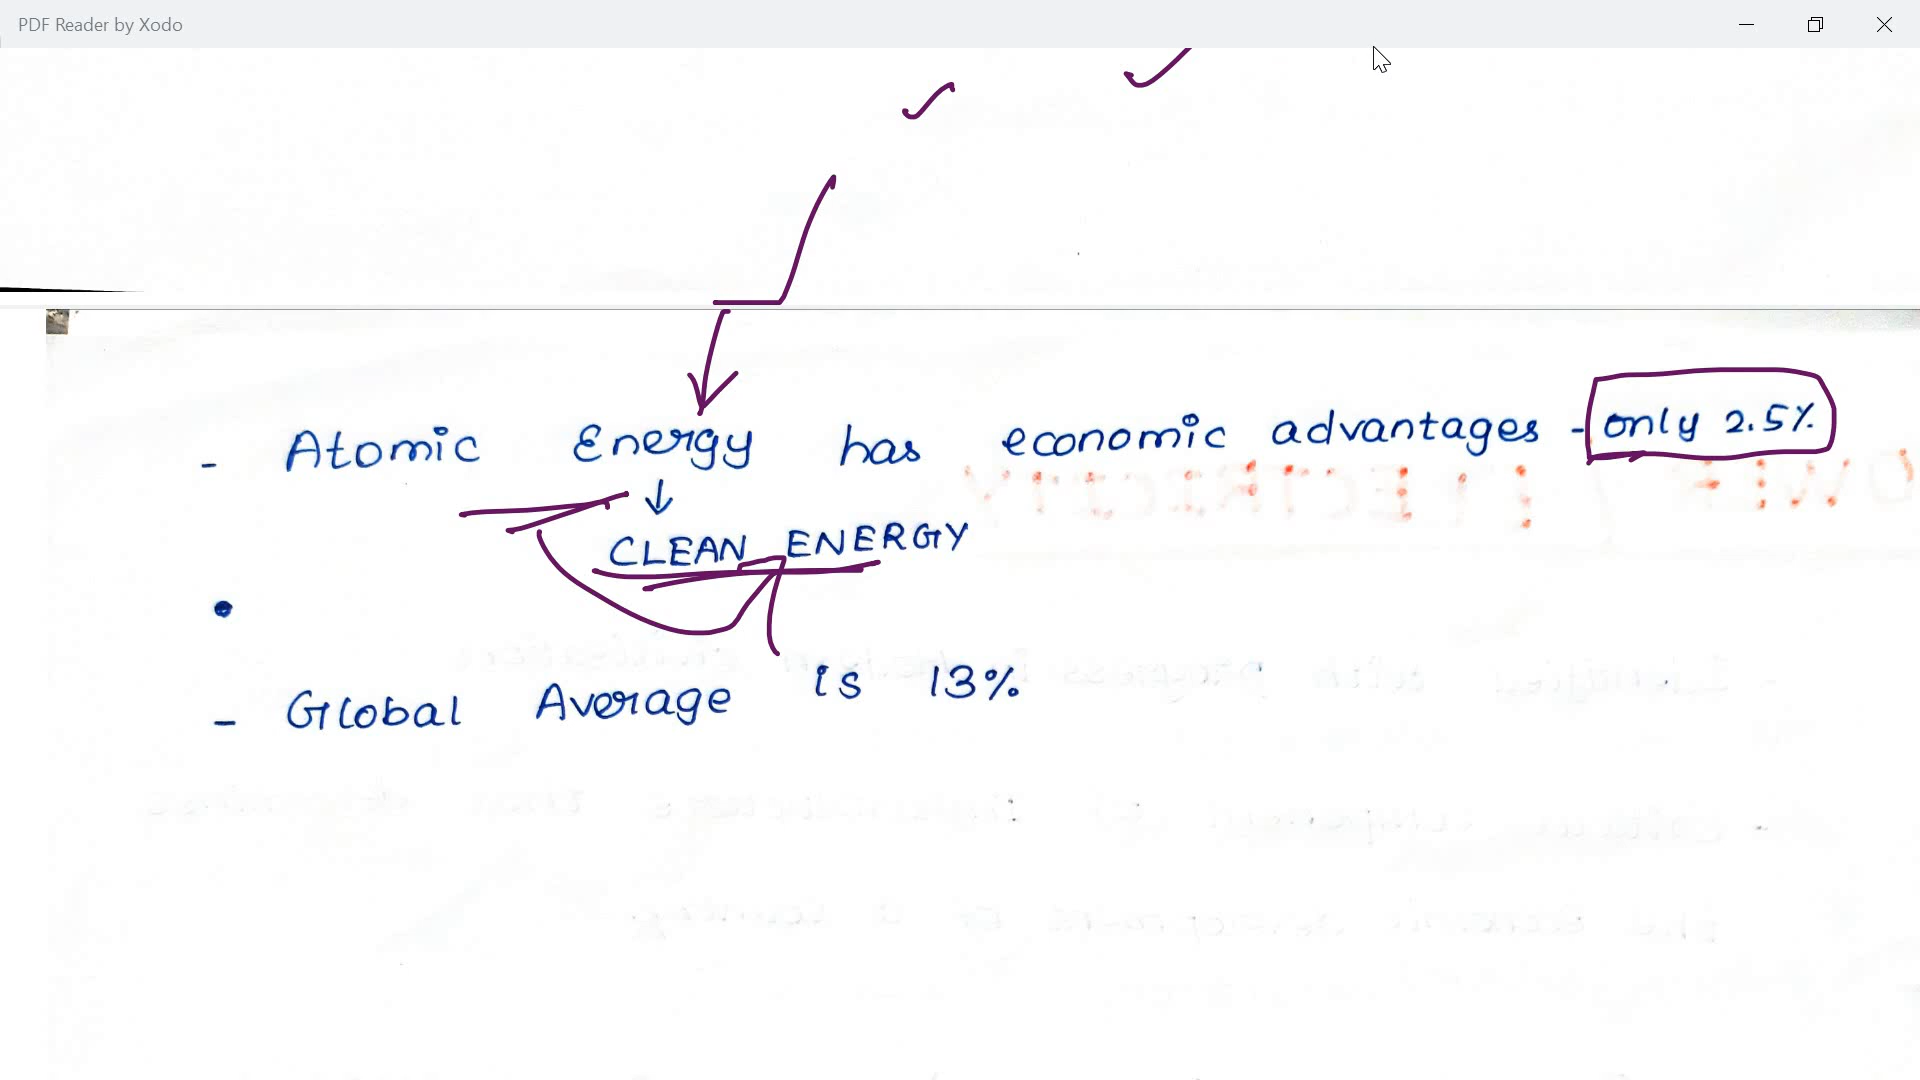 PDF Reader by Xodo
- Atomic Energy has economic advantages - only 2.5%
↓
CLEAN ENERGY
- Global Average is 13%